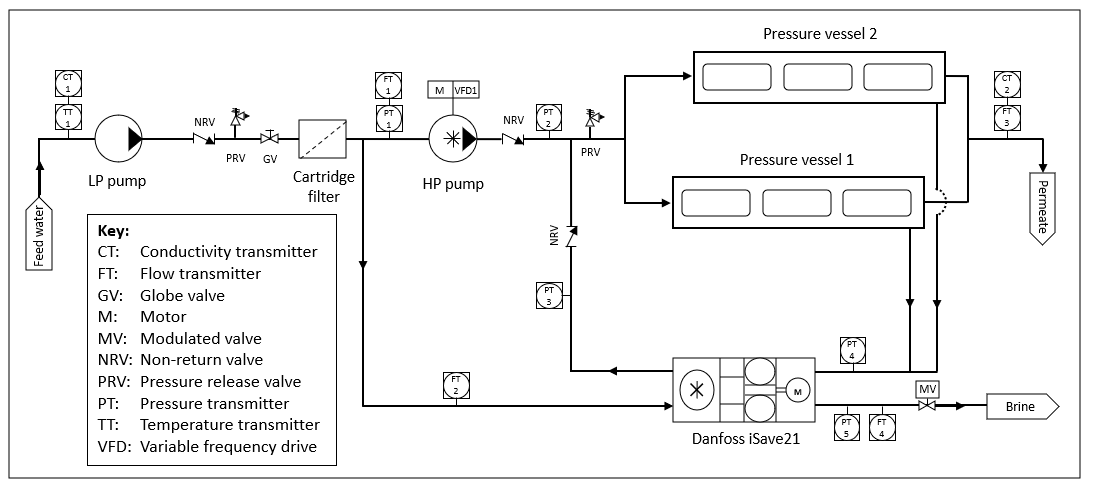 Pressure vessel 2
CT
1
TT
1
FT
1
PT
1
M
VFD1
NRV
NRV
PT
2
CT
2
FT
3
PRV
GV
PRV
LP pump
Cartridge
filter
HP pump
Pressure vessel 1
Feed water
Permeate
NRV
PT
3
Key:
CT: Conductivity transmitter
FT: Flow transmitter
GV: Globe valve
M: Motor
MV: Modulated valve
NRV: Non-return valve
PRV: Pressure release valve
PT: Pressure transmitter
TT: Temperature transmitter
VFD: Variable frequency drive
FT
2
PT
4
M
MV
Brine
PT
5
FT
4
Danfoss iSave21